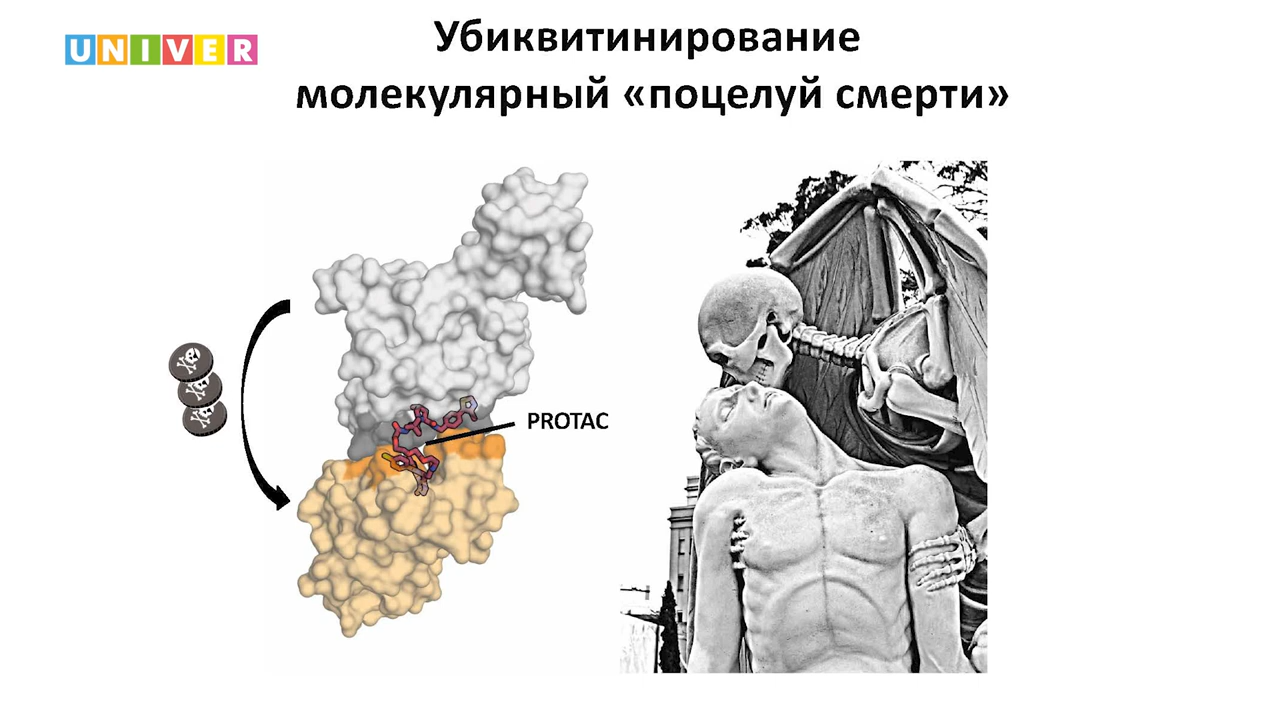 UNIVER
Убиквитинирование
молекулярный «поцелуй смерти»
PROTAC